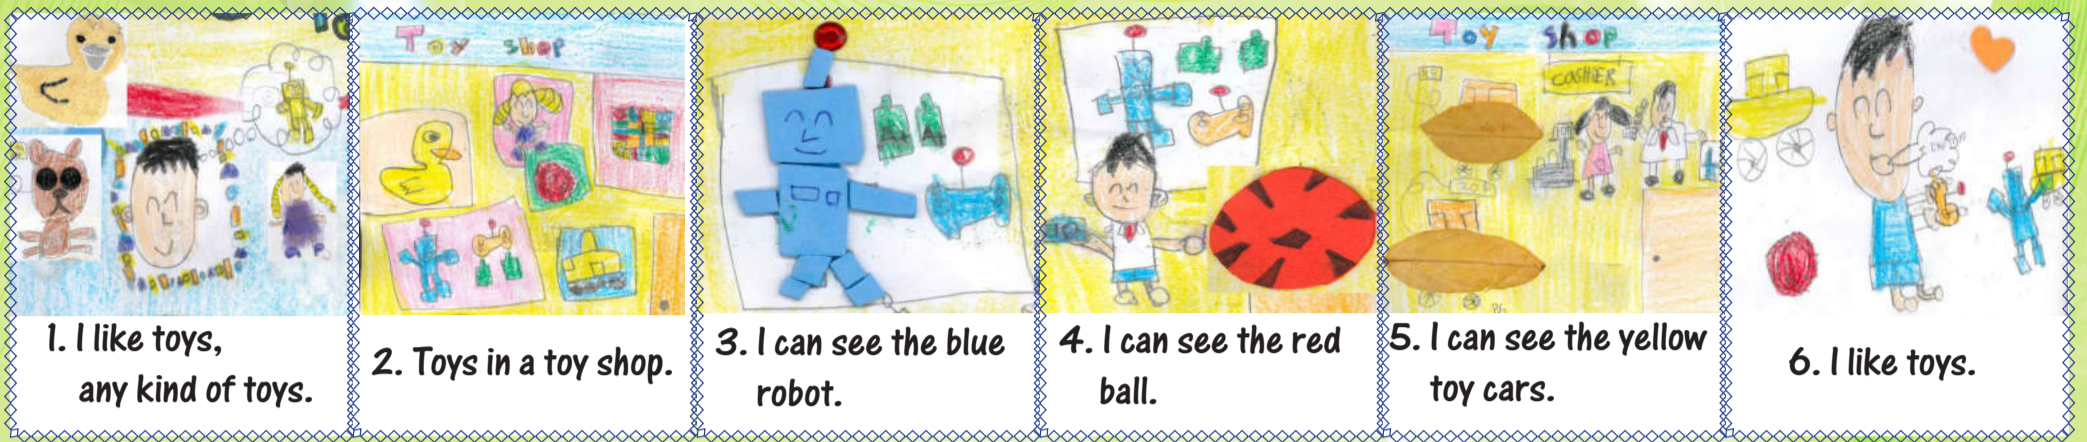 1. I like toys,
any kind of toys.
Toy shop
2. Toys in a toy shop.
3. I can see the blue
robot.
4. I can see the red
ball.
Toy shop
CASHIER
5. I can see the yellow
toy cars.
6. I like toys.